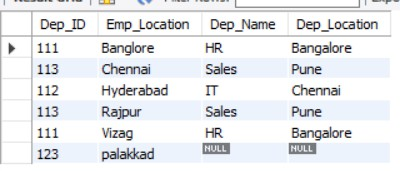 Dep_ID Emp_Location Dep_Name Dep_Location
111 Banglore HR Bangalore
113 Chennai Sales Pune
112 Hyderabad IT Chennai
113 Rajpur Sales Pune
111 Vizag HR Bangalore
123 palakkad NULL NULL